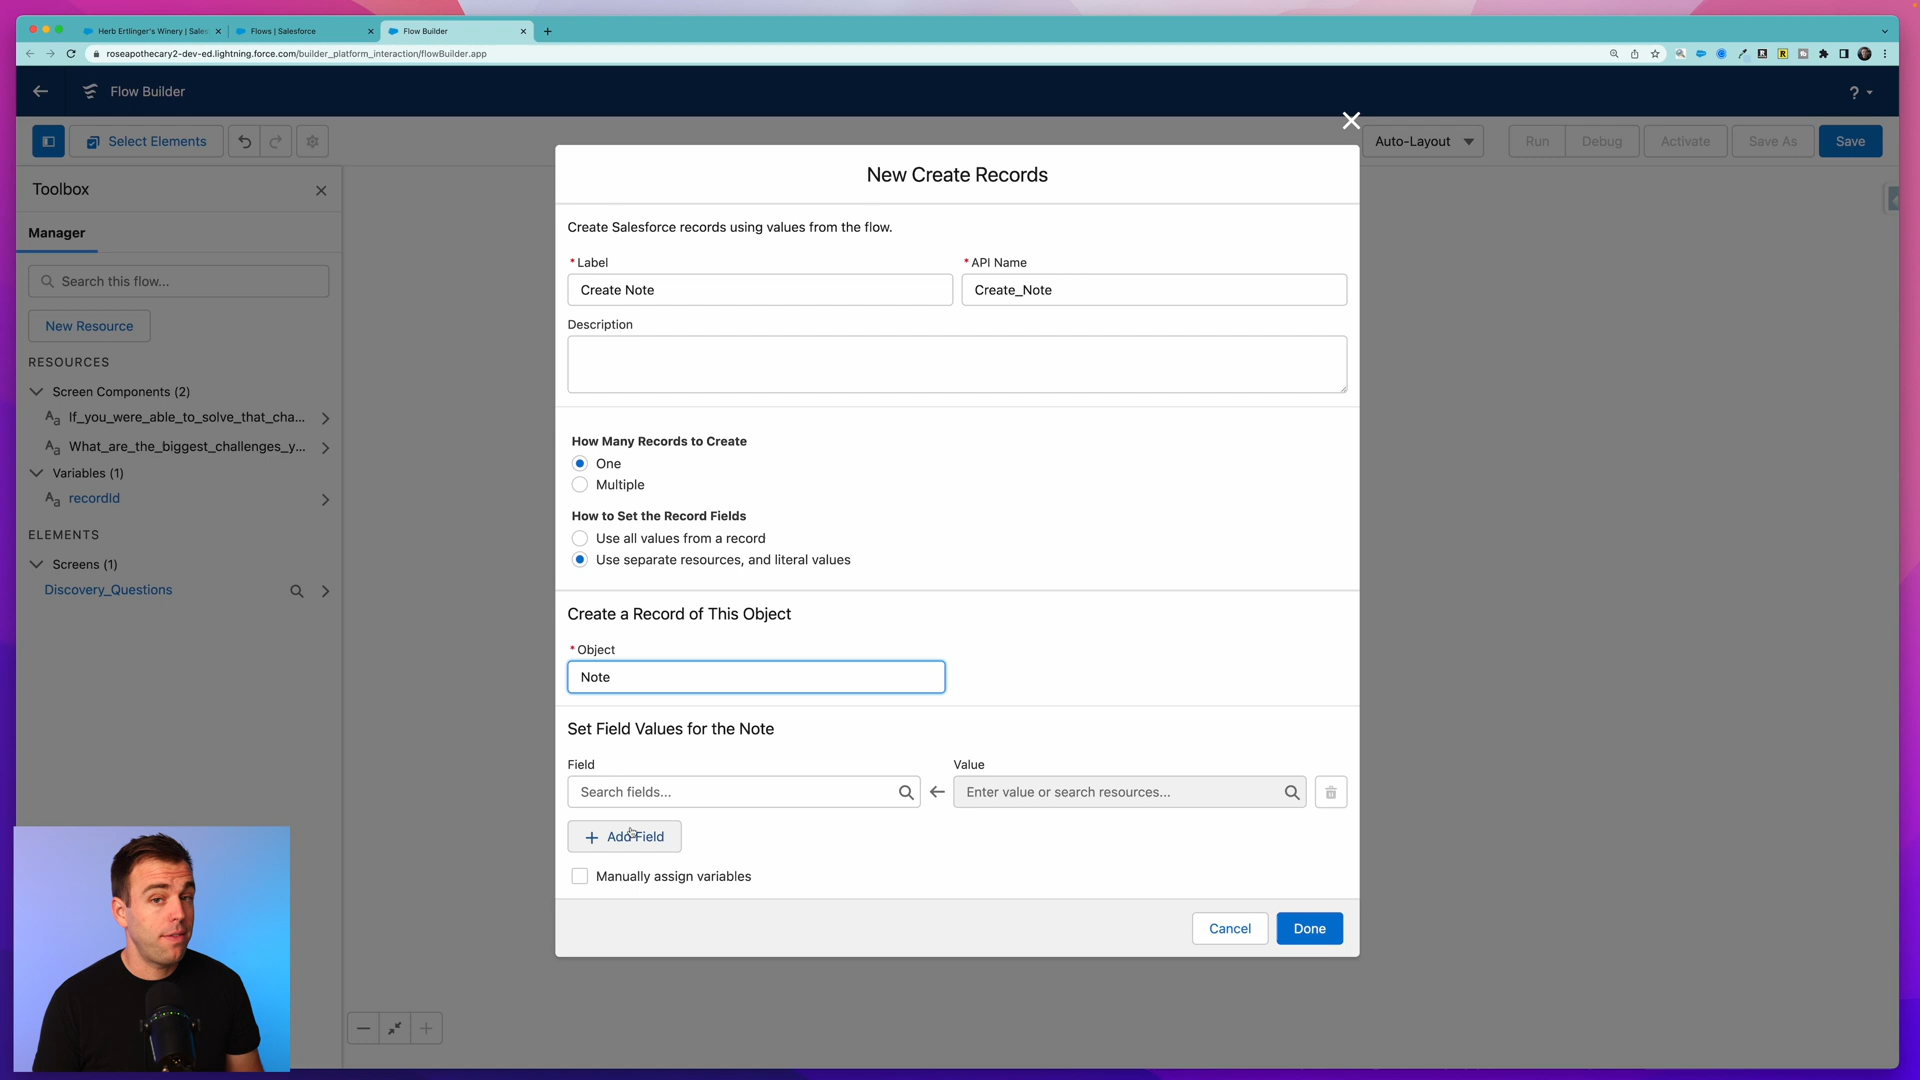 Herb Ertlinger's Winery | Sales
Flows | Salesforce
Flow Builder
roseapothecary2-dev-ed.lightning.force.com/builder_platform_interaction/flowBuilder.app
Flow Builder
?
Select Elements
Auto-Layout
Run
Debug
Activate
Save As
Save
Toolbox
Manager
Search this flow...
New Resource
RESOURCES
Screen Components (2)
Aa If_you_were_able_to_solve_that_cha...
Aa What_are_the_biggest_challenges_y...
Variables (1)
Aa recordId
ELEMENTS
Screens (1)
Discovery_Questions
New Create Records
Create Salesforce records using values from the flow.
* Label
* API Name
Create Note
Create_Note
Description
How Many Records to Create
One
Multiple
How to Set the Record Fields
Use all values from a record
Use separate resources, and literal values
Create a Record of This Object
* Object
Note
Set Field Values for the Note
Field
Value
Search fields...
Enter value or search resources...
+ Add Field
Manually assign variables
Cancel
Done